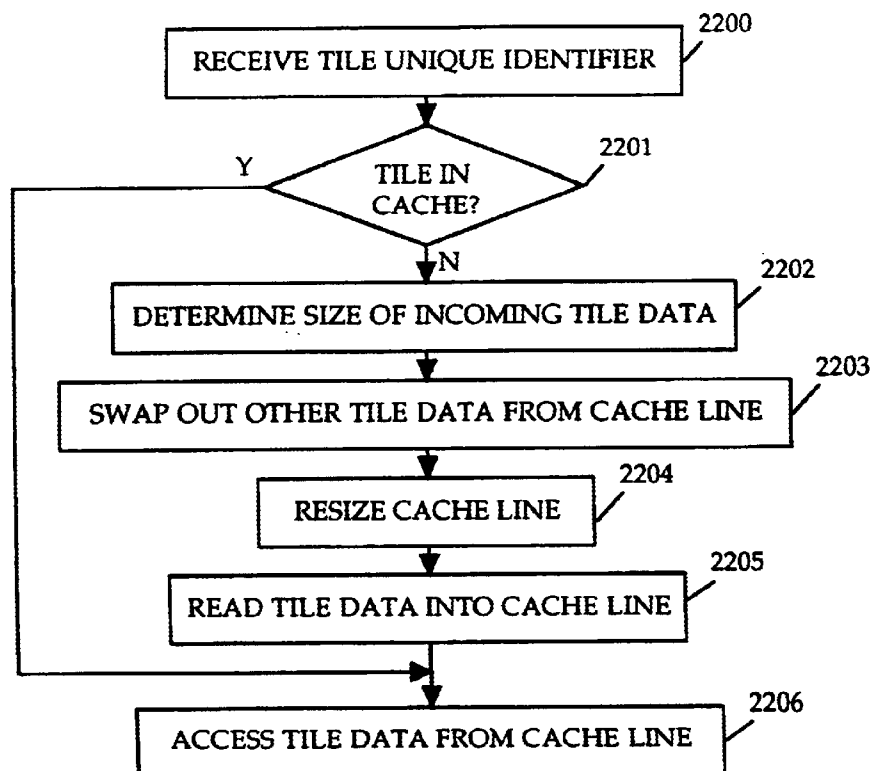 2200
RECEIVE TILE UNIQUE IDENTIFIER
2201
Y
TILE IN
CACHE?
N
2202
DETERMINE SIZE OF INCOMING TILE DATA
2203
SWAP OUT OTHER TILE DATA FROM CACHE LINE
2204
RESIZE CACHE LINE
2205
READ TILE DATA INTO CACHE LINE
2206
ACCESS TILE DATA FROM CACHE LINE